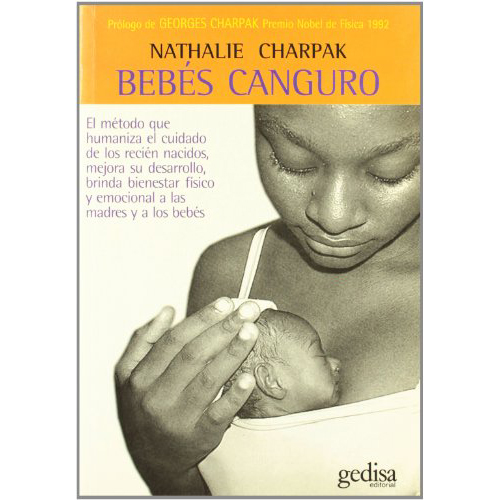 Prólogo de GEORGES CHARPAK Premio Nobel de Física 1992
NATHALIE CHARPAK
BEBÉS CANGURO
El método que
humaniza el cuidado
de los recién nacidos,
mejora su desarrollo,
brinda bienestar físico
y emocional a las
madres y a los bebés
gedisa
editorial